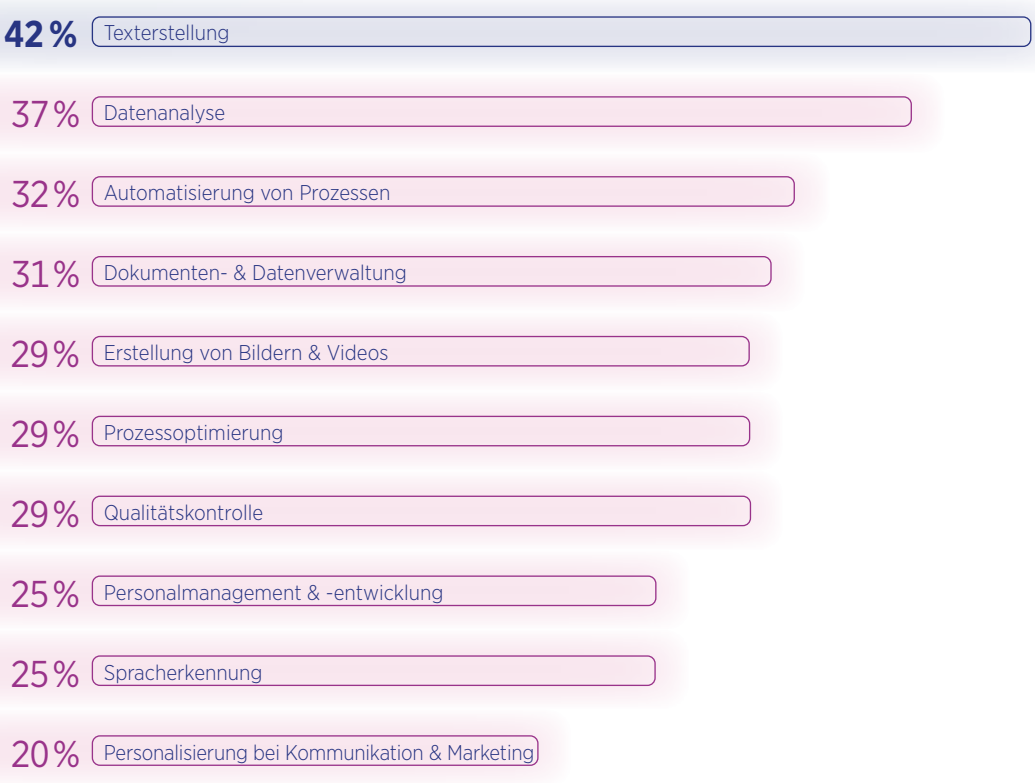 42 % Texterstellung
37 % Datenanalyse
32 % Automatisierung von Prozessen
31 % Dokumenten- & Datenverwaltung
29 % Erstellung von Bildern & Videos
29 % Prozessoptimierung
29 % Qualitätskontrolle
25 % Personalmanagement & -entwicklung
25 % Spracherkennung
20 % Personalisierung bei Kommunikation & Marketing